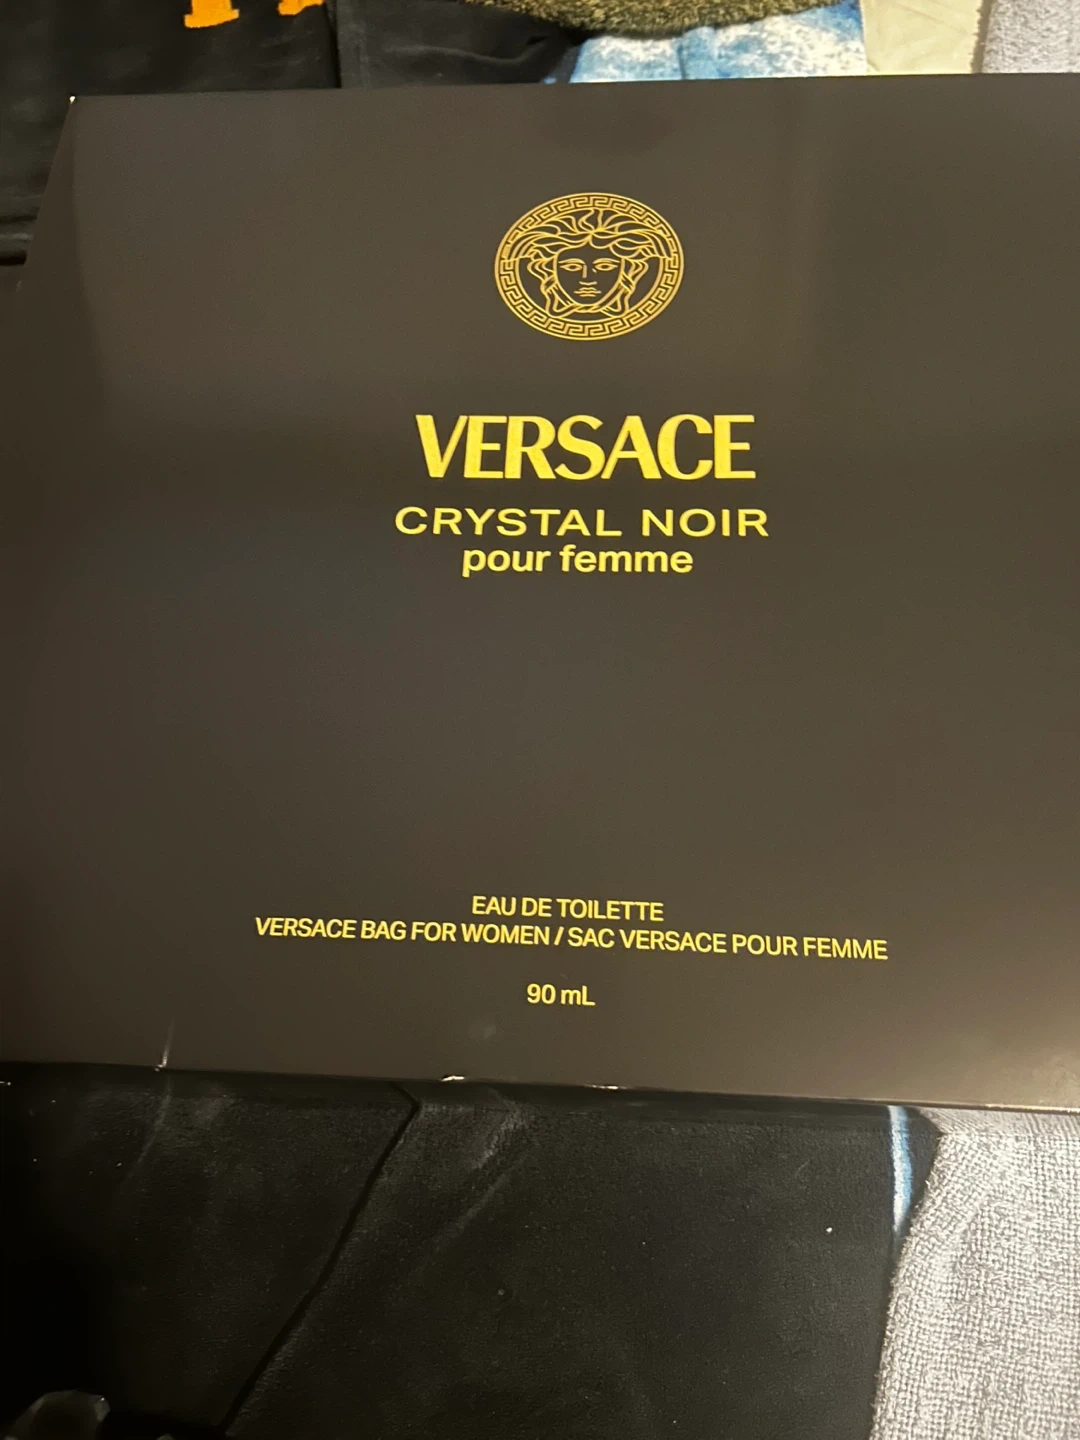 VERSACE
CRYSTAL NOIR
pour femme
EAU DE TOILETTE
VERSACE BAG FOR WOMEN / SAC VERSACE POUR FEMME
90 mL